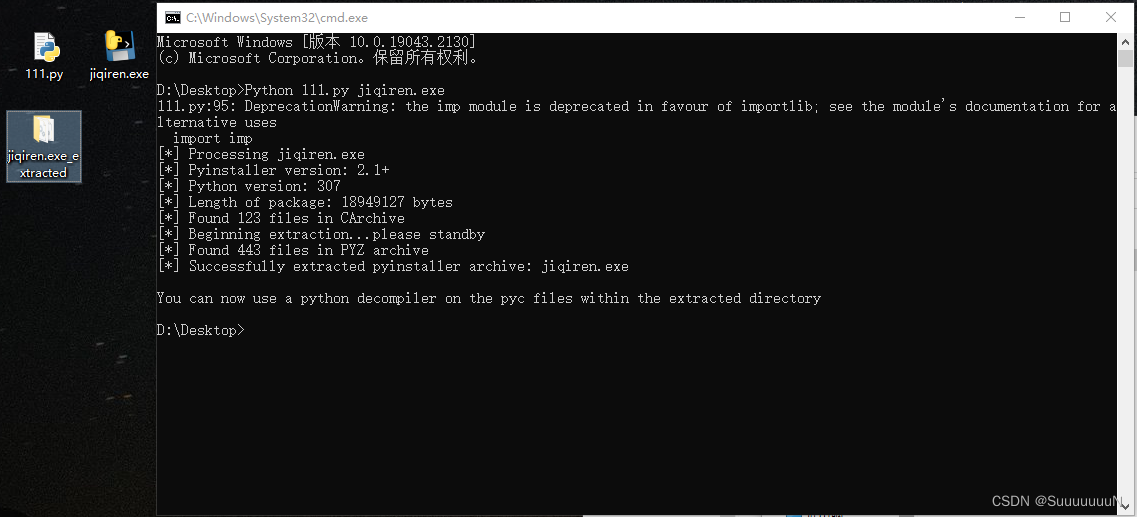 C:\Windows\System32\cmd.exe
111.py
jiqiren.exe
jiqiren.exe_e
xtracted
Microsoft Windows [版本 10.0.19043.2130]
(c) Microsoft Corporation。保留所有权利。
D:\Desktop>Python 111.py jiqiren.exe
111.py:95: DeprecationWarning: the imp module is deprecated in favour of importlib; see the module's documentation for a
lternative uses
import imp
[*] Processing jiqiren.exe
[*] Pyinstaller version: 2.1+
[*] Python version: 307
[*] Length of package: 18949127 bytes
[*] Found 123 files in CArchive
[*] Beginning extraction...please standby
[*] Found 443 files in PYZ archive
[*] Successfully extracted pyinstaller archive: jiqiren.exe
You can now use a python decompiler on the pyc files within the extracted directory
D:\Desktop>
CSDN @SuuuuuuuN